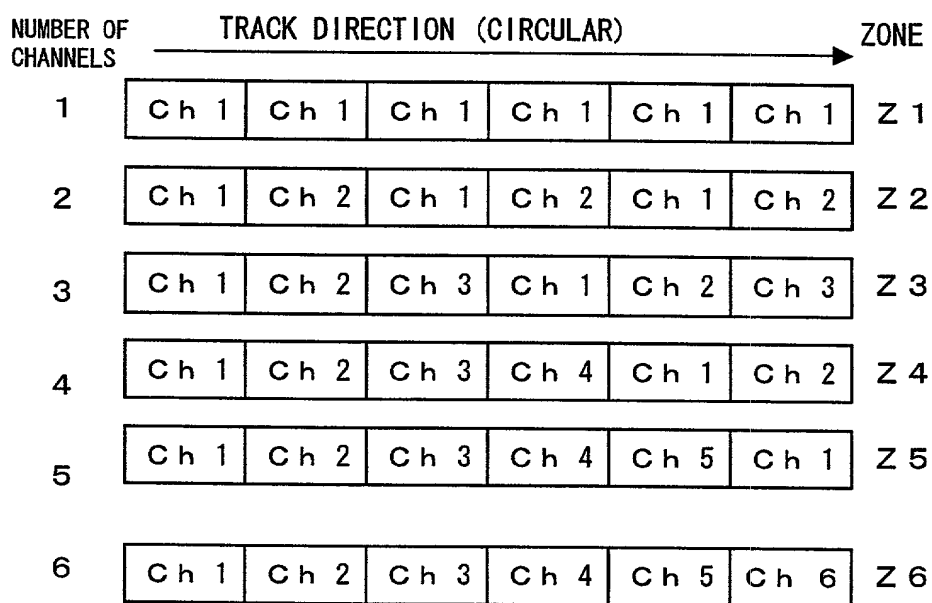 NUMBER OF CHANNELS TRACK DIRECTION (CIRCULAR) ZONE
1 Ch 1 Ch 1 Ch 1 Ch 1 Ch 1 Ch 1 Z 1
2 Ch 1 Ch 2 Ch 1 Ch 2 Ch 1 Ch 2 Z 2
3 Ch 1 Ch 2 Ch 3 Ch 1 Ch 2 Ch 3 Z 3
4 Ch 1 Ch 2 Ch 3 Ch 4 Ch 1 Ch 2 Z 4
5 Ch 1 Ch 2 Ch 3 Ch 4 Ch 5 Ch 1 Z 5
6 Ch 1 Ch 2 Ch 3 Ch 4 Ch 5 Ch 6 Z 6